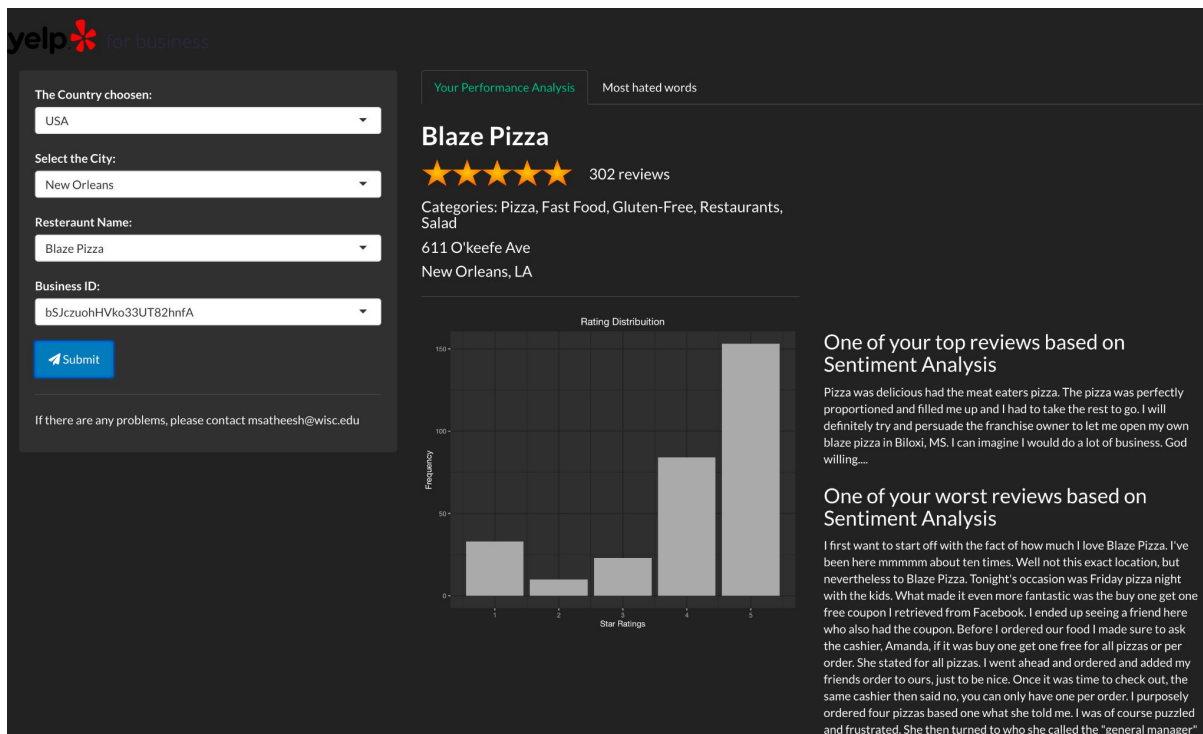 yelp for business
The Country choosen:
USA
Select the City:
New Orleans
Resteraunt Name:
Blaze Pizza
Business ID:
bSJczuohHVko33UT82hnfA
Submit
If there are any problems, please contact msatheesh@wisc.edu
Your Performance Analysis
Most hated words
Blaze Pizza
302 reviews
Categories: Pizza, Fast Food, Gluten-Free, Restaurants,
Salad
611 O'keefe Ave
New Orleans, LA
Rating Distribuition
150
100
50
0
Frequency
1
2
3
4
5
Star Ratings
One of your top reviews based on
Sentiment Analysis
Pizza was delicious had the meat eaters pizza. The pizza was perfectly
proportioned and filled me up and I had to take the rest to go. I will
definitely try and persuade the franchise owner to let me open my own
blaze pizza in Biloxi, MS. I can imagine I would do a lot of business. God
willing....
One of your worst reviews based on
Sentiment Analysis
I first want to start off with the fact of how much I love Blaze Pizza. I've
been here mmmmm about ten times. Well not this exact location, but
nevertheless to Blaze Pizza. Tonight's occasion was Friday pizza night
with the kids. What made it even more fantastic was the buy one get one
free coupon I retrieved from Facebook. I ended up seeing a friend here
who also had the coupon. Before I ordered our food I made sure to ask
the cashier, Amanda, if it was buy one get one free for all pizzas or per
order. She stated for all pizzas. I went ahead and ordered and added my
friends order to ours, just to be nice. Once it was time to check out, the
same cashier then said no, you can only have one per order. I purposely
ordered four pizzas based one what she told me. I was of course puzzled
and frustrated. She then turned to who she called the "general manager"